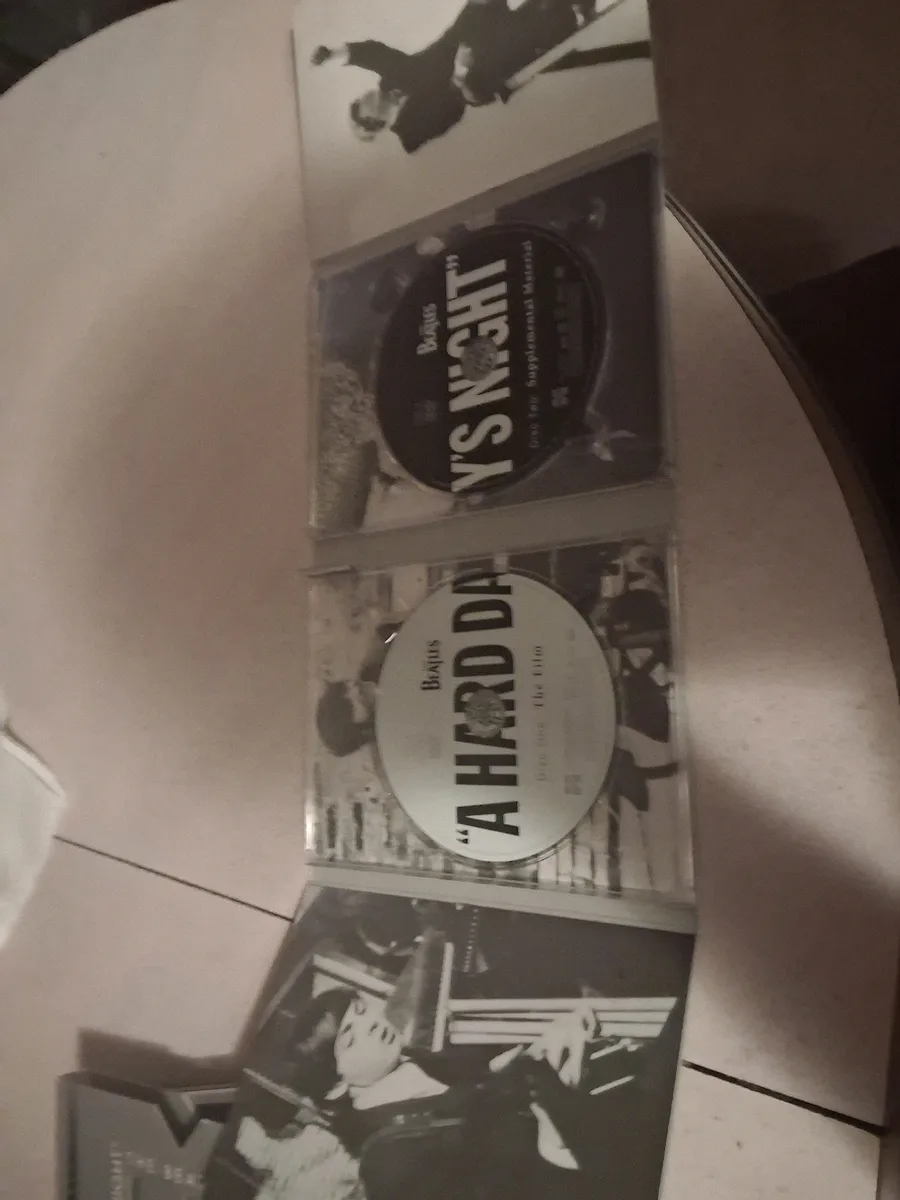 BEATLES
"A HARD DA
Disc One The Film
BEATLES
Y'S NIGHT"
Disc Two Supplemental Material